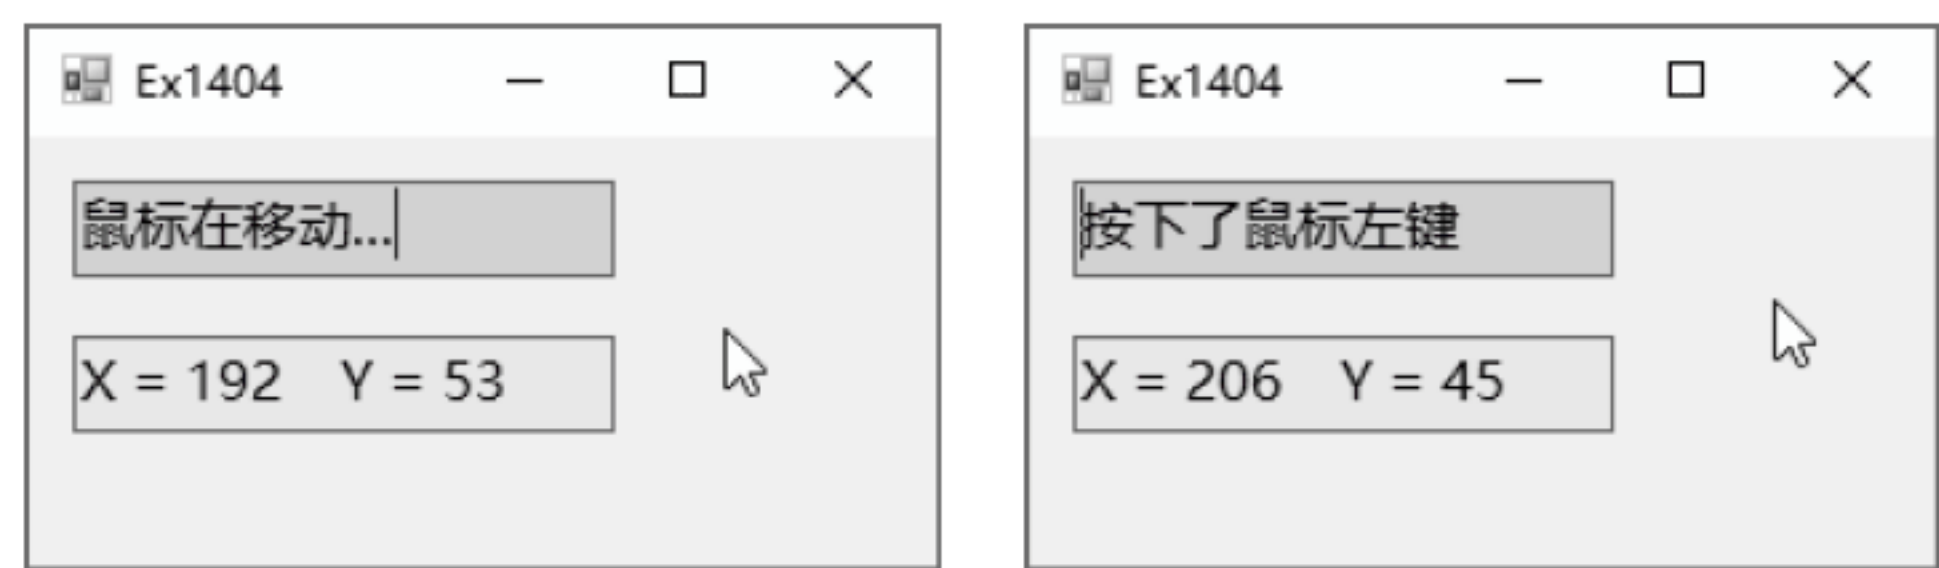 Ex1404
鼠标在移动...
X = 192 Y = 53
Ex1404
按下了鼠标左键
X = 206 Y = 45